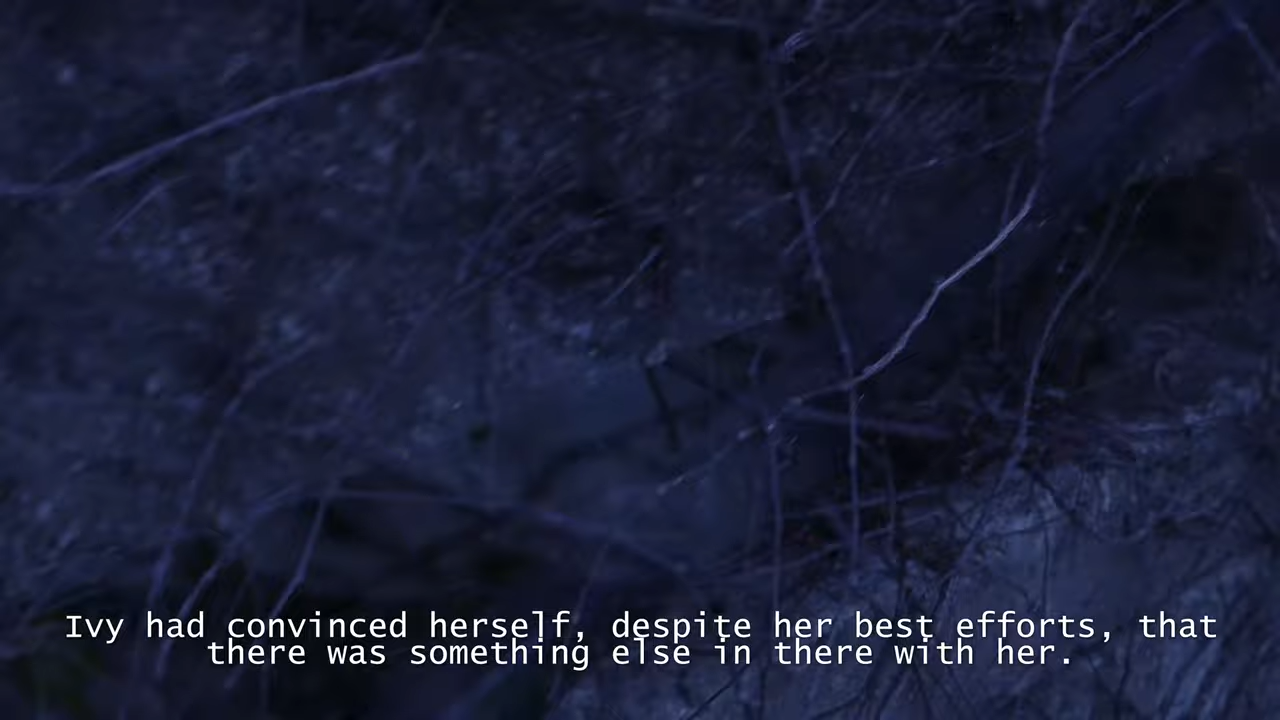 Ivy had convinced herself, despite her best efforts, that
there was something else in there with her.